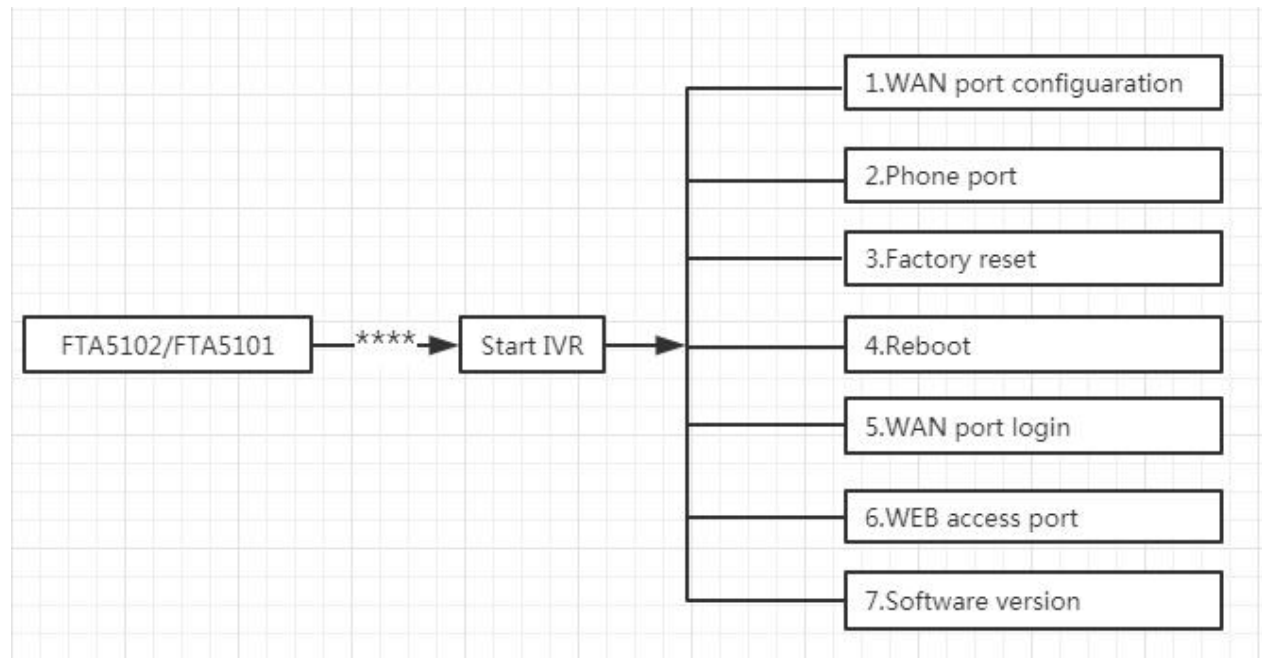 1.WAN port configuaration
2.Phone port
3.Factory reset
FTA5102/FTA5101
****
Start IVR
4.Reboot
5.WAN port login
6.WEB access port
7.Software version